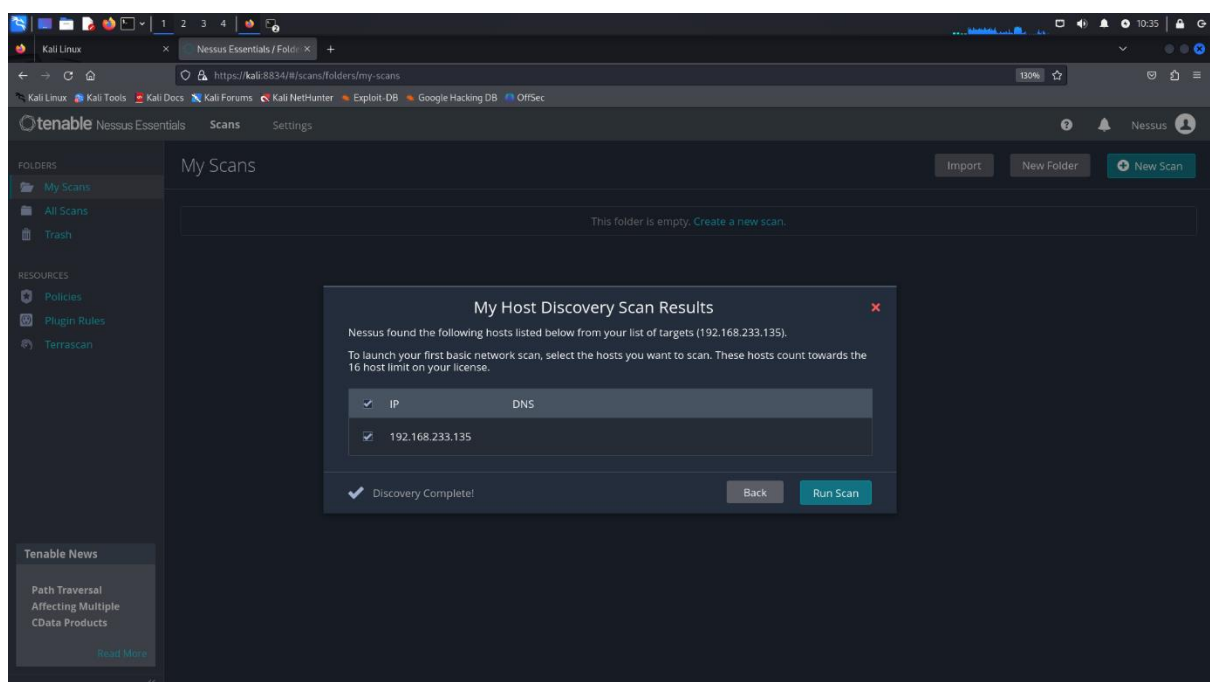 1 2 3 4
10:35
Kali Linux
Nessus Essentials / Folde
https://kali:8834/#/scans/folders/my-scans
130%
Kali Linux Kali Tools Kali Docs Kali Forums Kali NetHunter Exploit-DB Google Hacking DB OffSec
tenable Nessus Essentials Scans Settings
Nessus
FOLDERS
My Scans
All Scans
Trash
RESOURCES
Policies
Plugin Rules
Terrascan
Tenable News
Path Traversal
Affecting Multiple
CData Products
Read More
My Scans
Import New Folder New Scan
This folder is empty. Create a new scan.
My Host Discovery Scan Results
Nessus found the following hosts listed below from your list of targets (192.168.233.135).
To launch your first basic network scan, select the hosts you want to scan. These hosts count towards the
16 host limit on your license.
IP DNS
192.168.233.135
Discovery Complete!
Back Run Scan